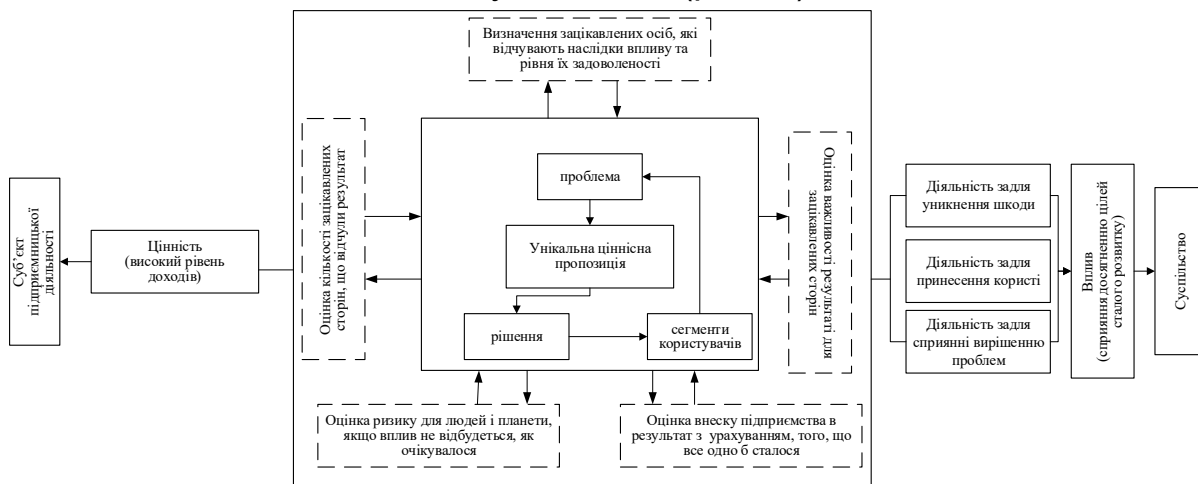 Визначення зацікавлених осіб, які
відчувають наслідки впливу та
рівня їх задоволеності
Суб’єкт
підприємницької
діяльності
Цінність
(високий рівень
доходів)
Оцінка кількості зацікавлених
сторін, що відчули результат
проблема
Унікальна ціннісна
пропозиція
рішення
сегменти
користувачів
Оцінка важливості результаті для
зацікавлених сторін
Діяльність задля
уникнення шкоди
Діяльність задля
принесення користі
Діяльність задля
сприянні вирішенню
проблем
Вплив
(сприяння досягненню цілей
сталого розвитку)
Суспільство
Оцінка ризику для людей і планети,
якщо вплив не відбудеться, як
очікувалося
Оцінка внеску підприємства в
результат з урахуванням, того, що
все одно б сталося